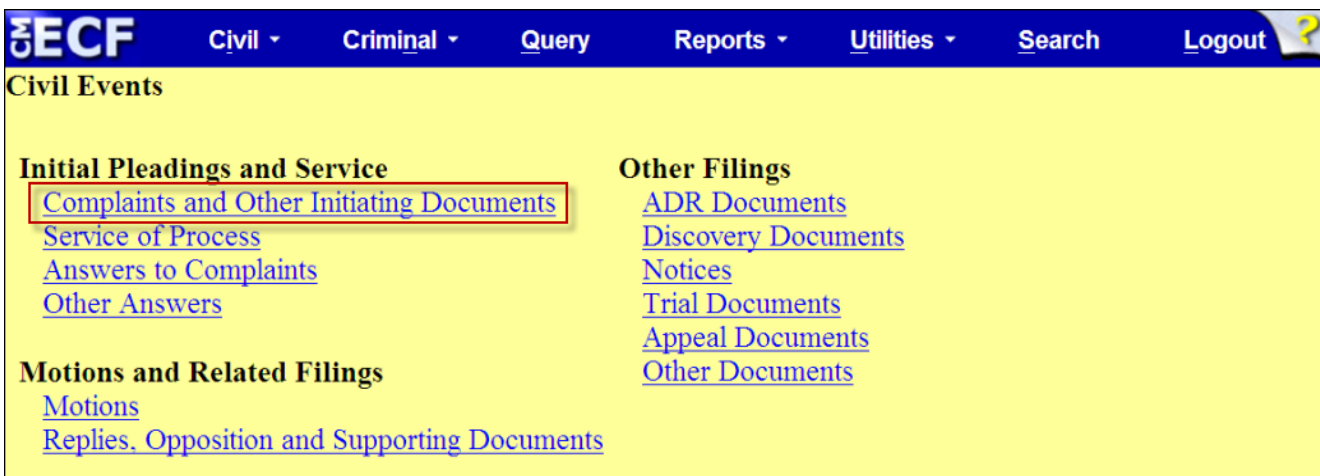 CM ECF Civil Criminal Query Reports Utilities Search Logout ?
Civil Events
Initial Pleadings and Service
Complaints and Other Initiating Documents
Service of Process
Answers to Complaints
Other Answers
Motions and Related Filings
Motions
Replies, Opposition and Supporting Documents
Other Filings
ADR Documents
Discovery Documents
Notices
Trial Documents
Appeal Documents
Other Documents